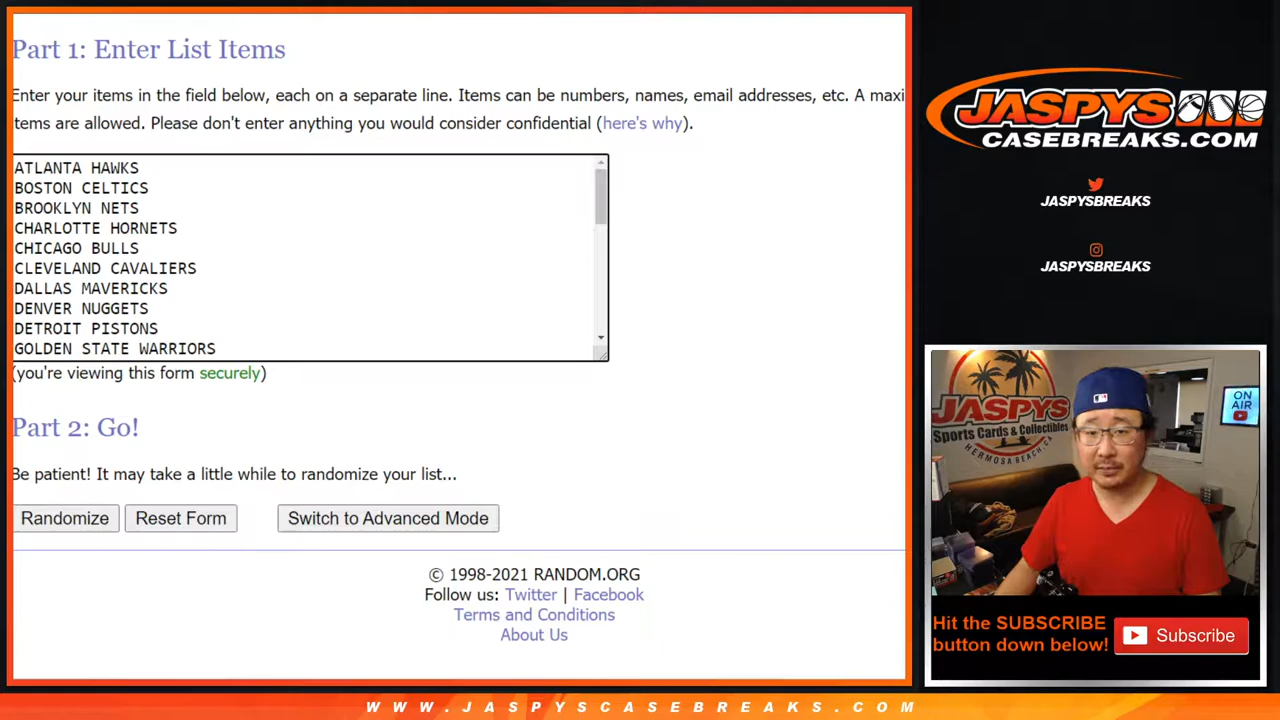 Part 1: Enter List Items
Enter your items in the field below, each on a separate line. Items can be numbers, names, email addresses, etc. A maxi
tems are allowed. Please don't enter anything you would consider confidential (here's why).
ATLANTA HAWKS
BOSTON CELTICS
BROOKLYN NETS
CHARLOTTE HORNETS
CHICAGO BULLS
CLEVELAND CAVALIERS
DALLAS MAVERICKS
DENVER NUGGETS
DETROIT PISTONS
GOLDEN STATE WARRIORS
(you're viewing this form securely)
Part 2: Go!
Be patient! It may take a little while to randomize your list...
Randomize Reset Form Switch to Advanced Mode
© 1998-2021 RANDOM.ORG
Follow us: Twitter | Facebook
Terms and Conditions
About Us
JASPYS
CASEBREAKS.COM
JASPYSBREAKS
JASPYSBREAKS
JASPYS
Sports Cards & Collectibles
HERMOSA BEACH, CA
ON
AIR
Hit the SUBSCRIBE
button down below!
Subscribe
WWW.JASPYSCASEBREAKS.COM